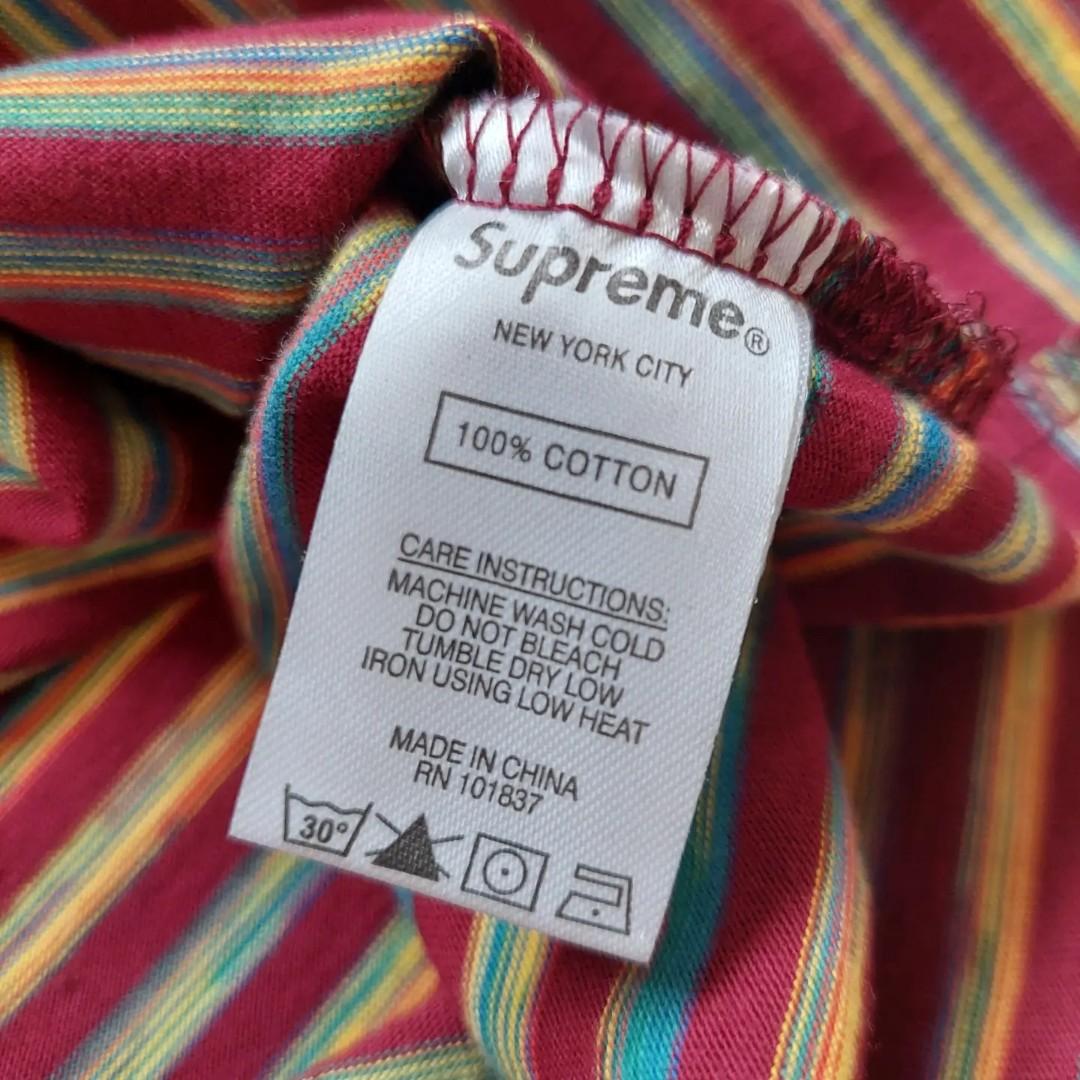 Supreme®
NEW YORK CITY
100% COTTON
CARE INSTRUCTIONS:
MACHINE WASH COLD
DO NOT BLEACH
TUMBLE DRY LOW
IRON USING LOW HEAT
MADE IN CHINA
RN 101837
30°